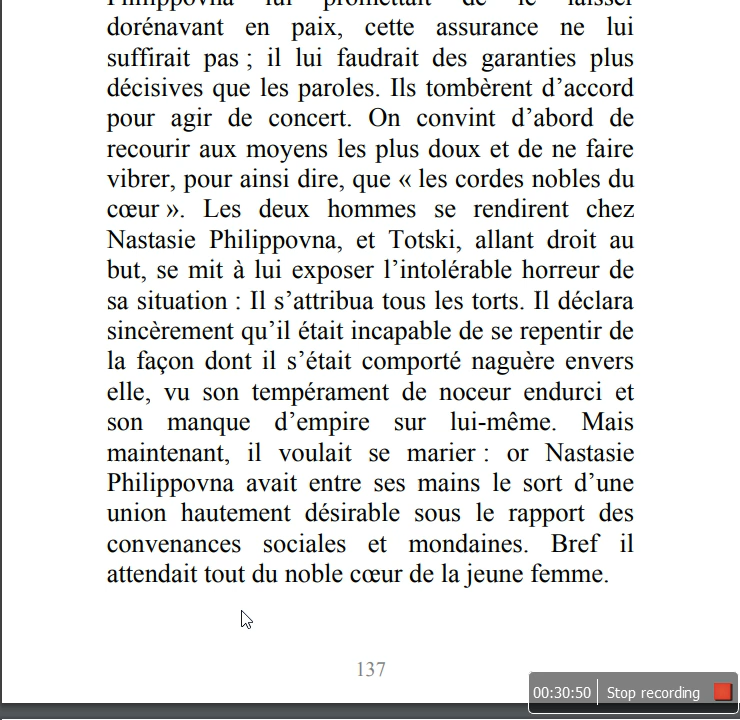 Philippovna lui promettait de le laisser
dorénavant en paix, cette assurance ne lui
suffirait pas ; il lui faudrait des garanties plus
décisives que les paroles. Ils tombèrent d’accord
pour agir de concert. On convint d’abord de
recourir aux moyens les plus doux et de ne faire
vibrer, pour ainsi dire, que « les cordes nobles du
cœur ». Les deux hommes se rendirent chez
Nastasie Philippovna, et Totski, allant droit au
but, se mit à lui exposer l’intolérable horreur de
sa situation : Il s’attribua tous les torts. Il déclara
sincèrement qu’il était incapable de se repentir de
la façon dont il s’était comporté naguère envers
elle, vu son tempérament de noceur endurci et
son manque d’empire sur lui-même. Mais
maintenant, il voulait se marier : or Nastasie
Philippovna avait entre ses mains le sort d’une
union hautement désirable sous le rapport des
convenances sociales et mondaines. Bref il
attendait tout du noble cœur de la jeune femme.
137
00:30:50 Stop recording